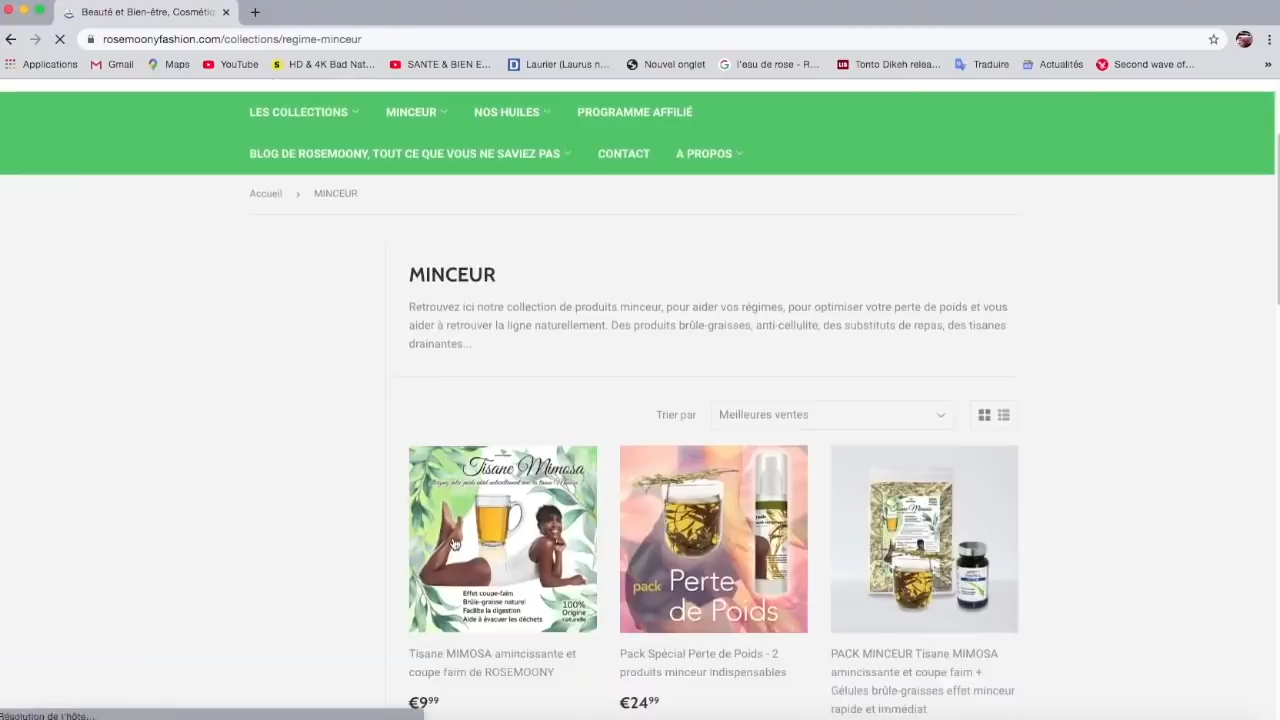 Beauté et Bien-être, Cosmétiq
rosemoonyfashion.com/collections/regime-minceur
Applications Gmail Maps YouTube HD & 4K Bad Nat... SANTE & BIEN E... Laurier (Laurus n... Nouvel onglet l'eau de rose - R... Tonto Dikeh relea... Traduire Actualités Second wave of... »
LES COLLECTIONS MINCEUR NOS HUILES PROGRAMME AFFILIÉ
BLOG DE ROSEMOONY, TOUT CE QUE VOUS NE SAVIEZ PAS CONTACT A PROPOS
Accueil › MINCEUR
MINCEUR
Retrouvez ici notre collection de produits minceur, pour aider vos régimes, pour optimiser votre perte de poids et vous
aider à retrouver la ligne naturellement. Des produits brûle-graisses, anti-cellulite, des substituts de repas, des tisanes
drainantes...
Trier par Meilleures ventes
Tisane Mimosa
Effet coupe-faim
Brûle-graisse naturel
Facilite la digestion
Aide à évacuer les déchets
100%
Origine
naturelle
pack Perte
de Poids
Tisane Mimosa
Tisane MIMOSA amincissante et
coupe faim de ROSEMOONY
€9⁹⁹
Pack Spécial Perte de Poids - 2
produits minceur indispensables
€24⁹⁹
PACK MINCEUR Tisane MIMOSA
amincissante et coupe faim +
Gélules brûle-graisses effet minceur
rapide et immédiat
Résolution de l'hôte...